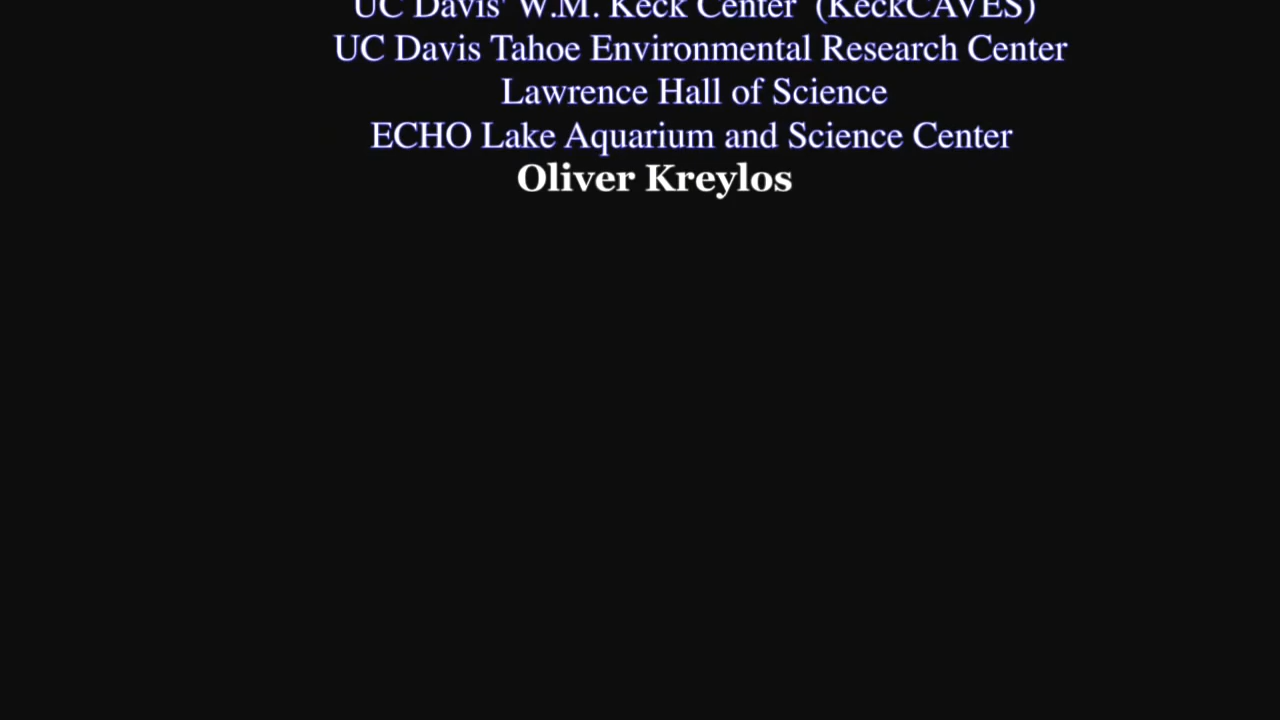 UC Davis' W.M. Keck Center (KeckCAVES)
UC Davis Tahoe Environmental Research Center
Lawrence Hall of Science
ECHO Lake Aquarium and Science Center
Oliver Kreylos